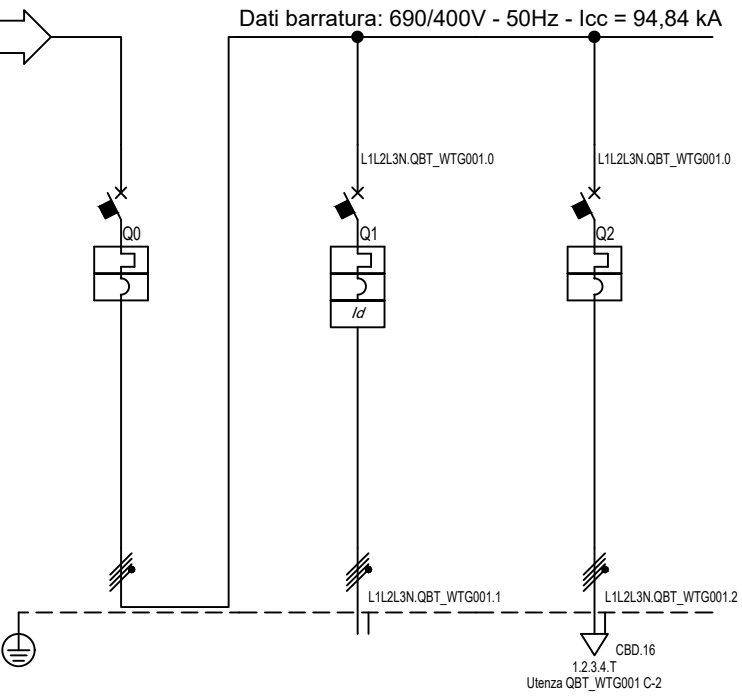 Dati barratura: 690/400V - 50Hz - Icc = 94,84 kA
L1L2L3N.QBT_WTG001.0
L1L2L3N.QBT_WTG001.0
Q0
Q1
Q2
Id
L1L2L3N.QBT_WTG001.1
L1L2L3N.QBT_WTG001.2
CBD.16
1.2.3.4.T
Utenza QBT_WTG001 C-2